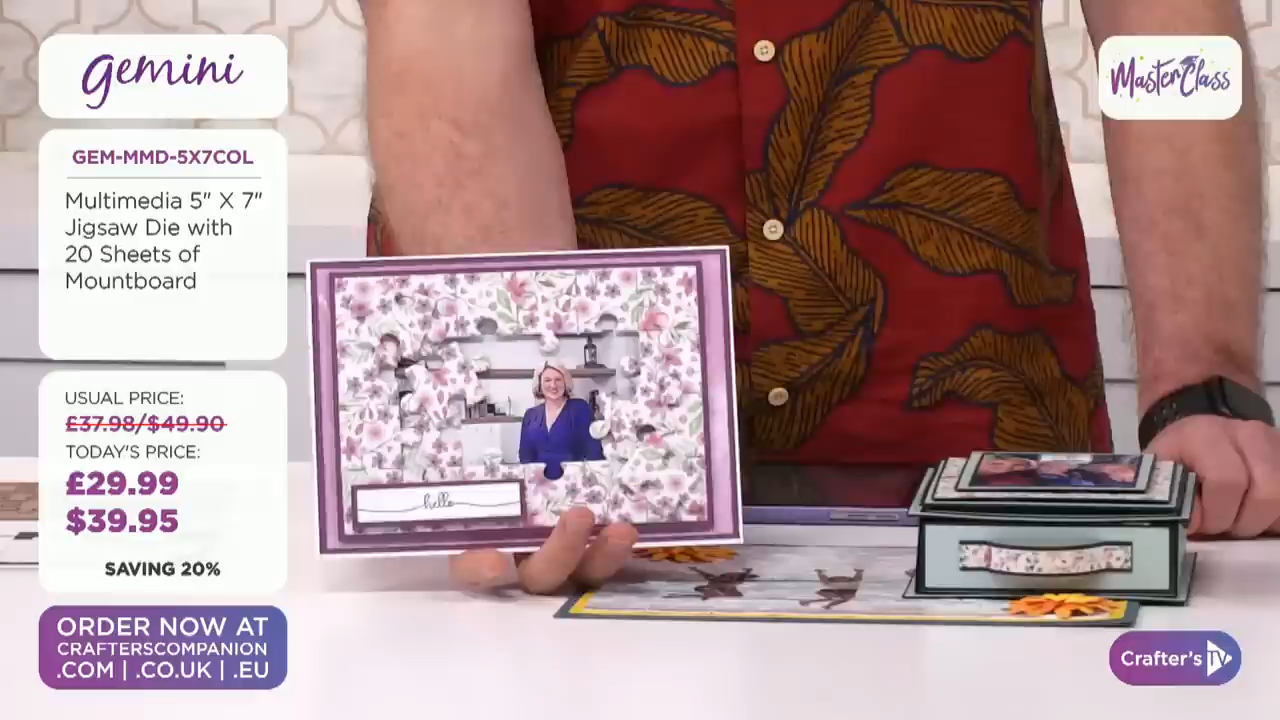 gemini
GEM-MMD-5X7COL
Multimedia 5" X 7"
Jigsaw Die with
20 Sheets of
Mountboard
USUAL PRICE:
£37.98/$49.90
TODAY'S PRICE:
£29.99
$39.95
SAVING 20%
ORDER NOW AT
CRAFTERSCOMPANION
.COM | .CO.UK | .EU
hello
MasterClass
Crafter's TV